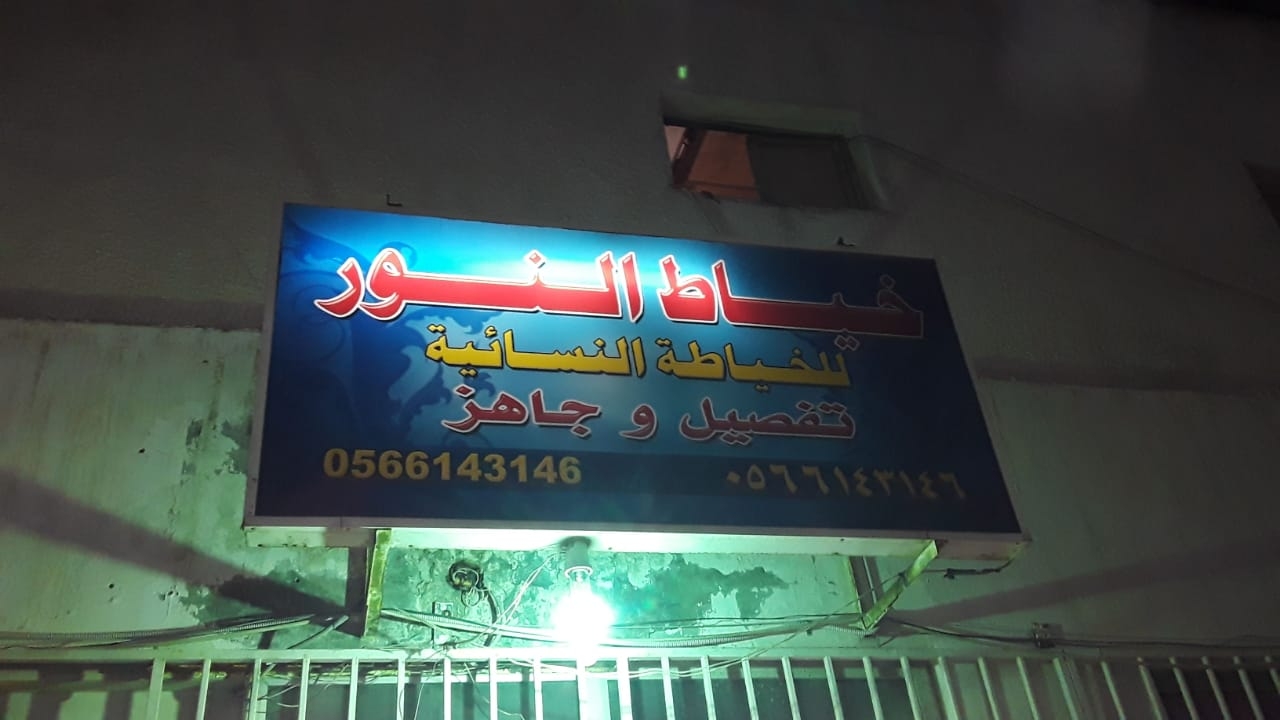 خياط النور
للخياطة النسائية
تفصيل و جاهز
0566143146 ٠٥٦٦١٤٣١٤٦